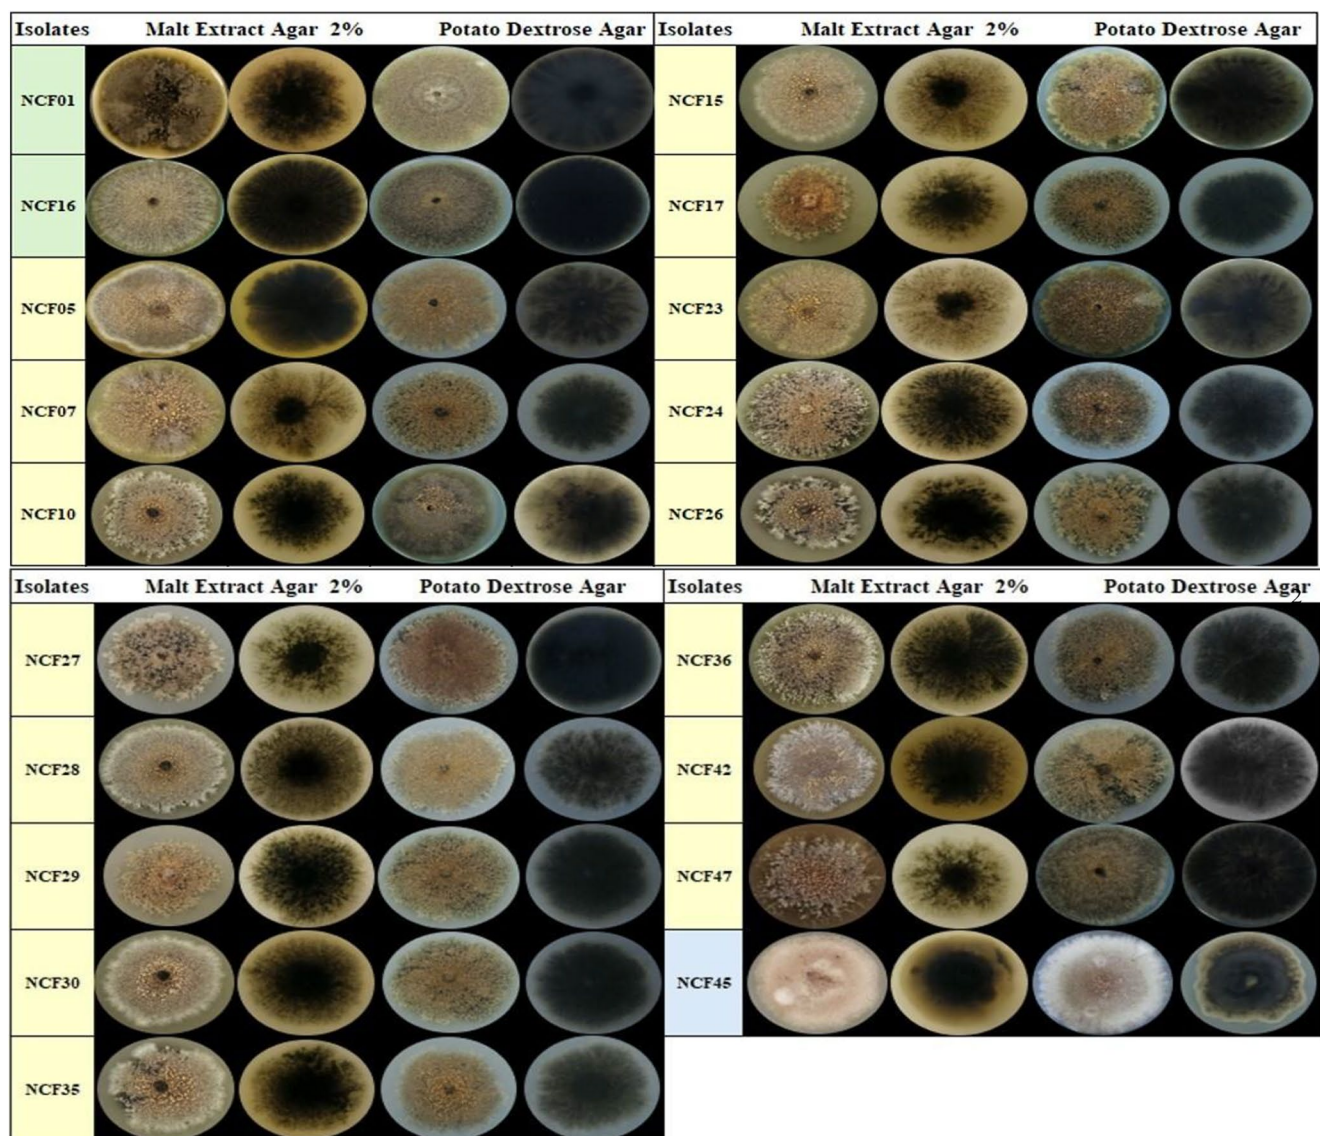 Isolates Malt Extract Agar 2% Potato Dextrose Agar
NCF01
NCF16
NCF05
NCF07
NCF10
Isolates Malt Extract Agar 2% Potato Dextrose Agar
NCF15
NCF17
NCF23
NCF24
NCF26
Isolates Malt Extract Agar 2% Potato Dextrose Agar
NCF27
NCF28
NCF29
NCF30
NCF35
Isolates Malt Extract Agar 2% Potato Dextrose Agar
2
NCF36
NCF42
NCF47
NCF45